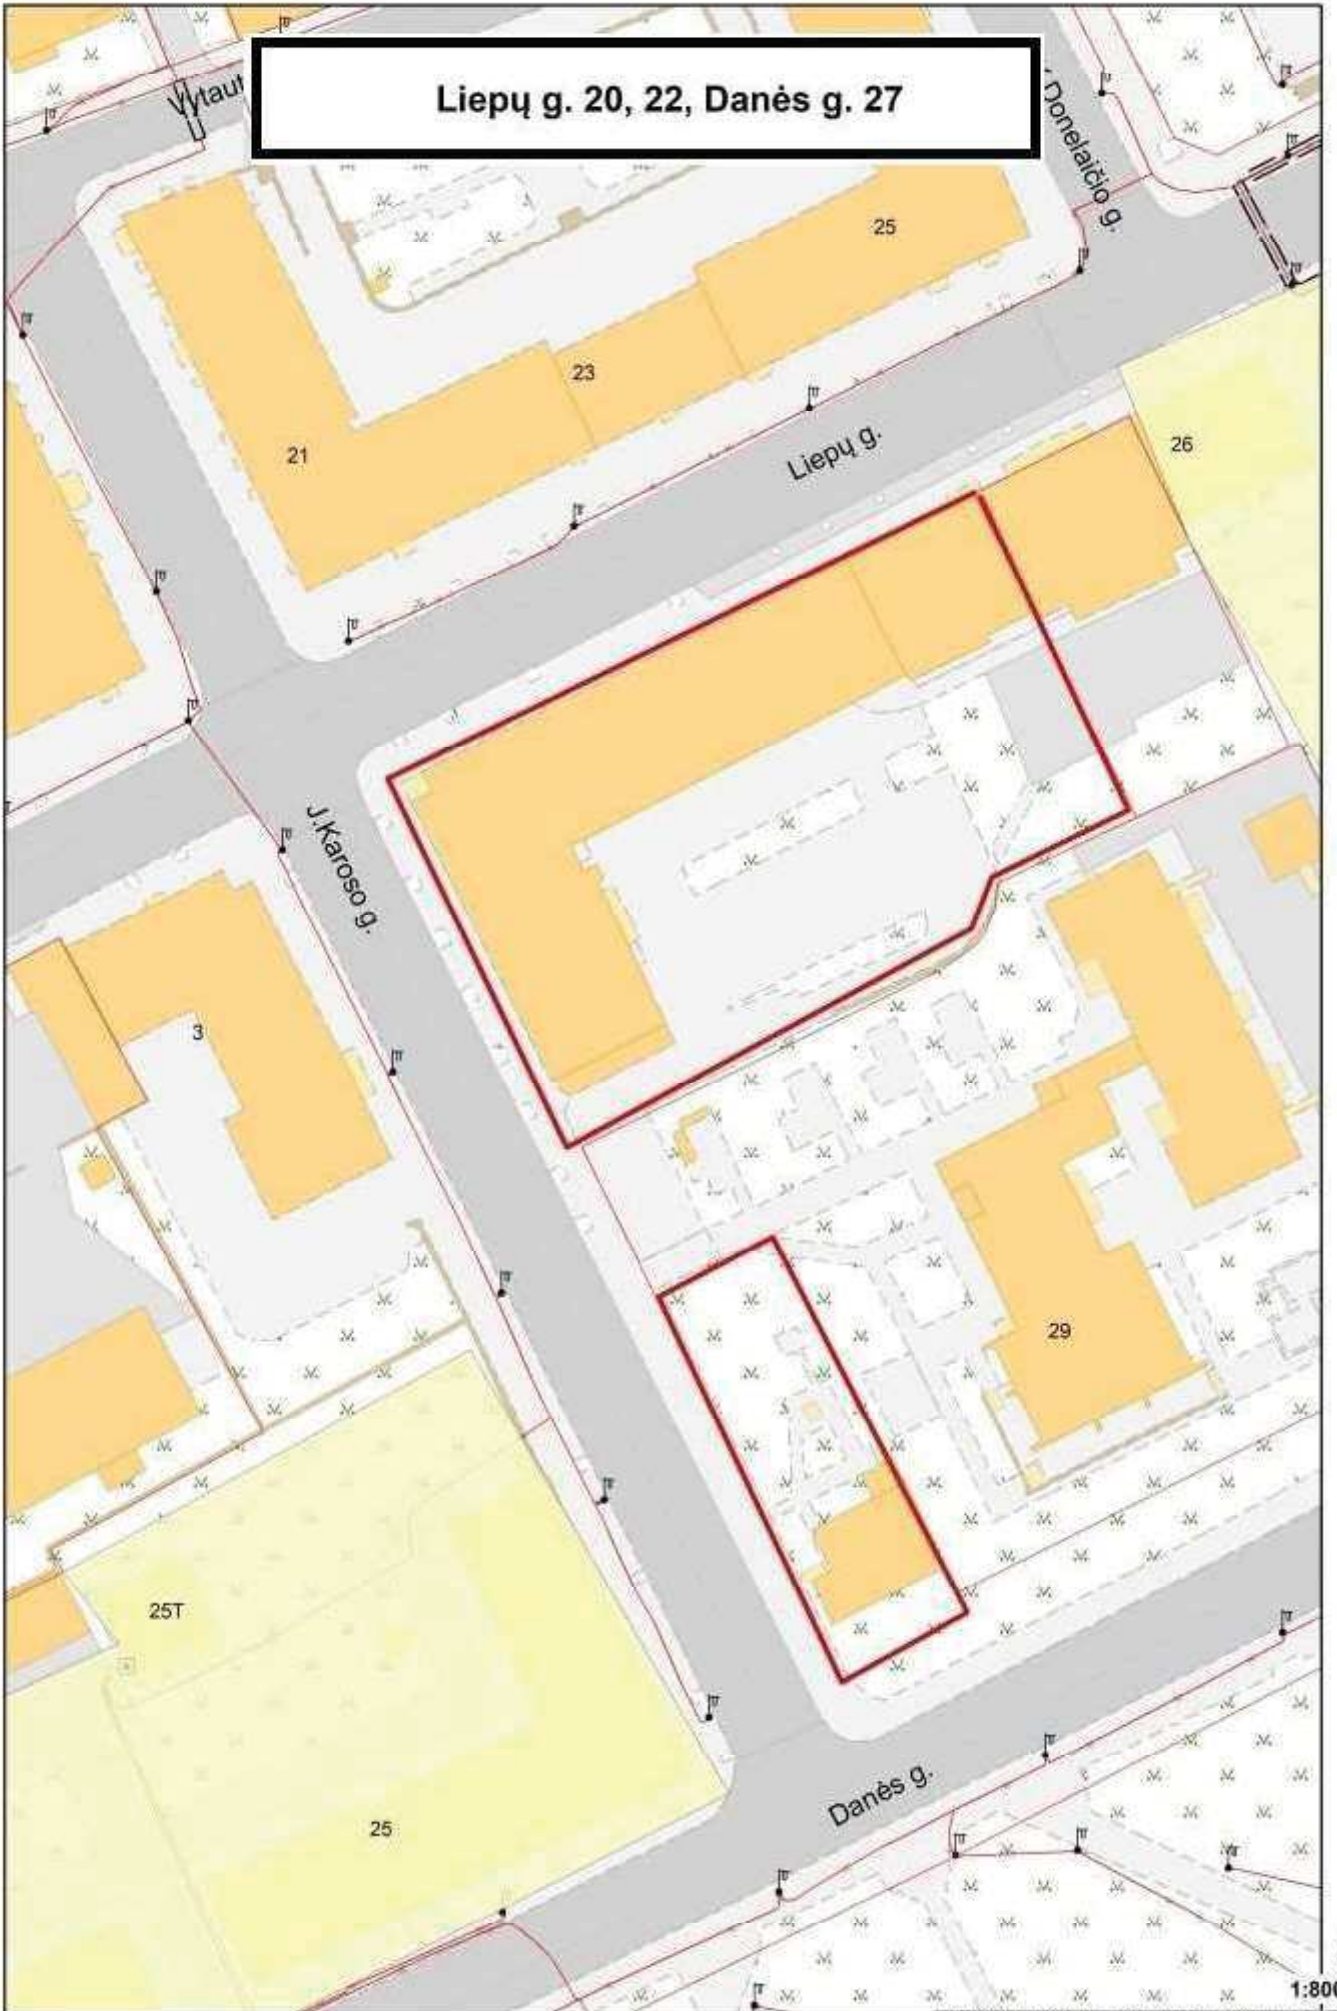 Liepų g. 20, 22, Danės g. 27
Donelaičio g.
25
23
21
Liepų g.
26
J.Karoso g.
3
29
25T
25
Danės g.